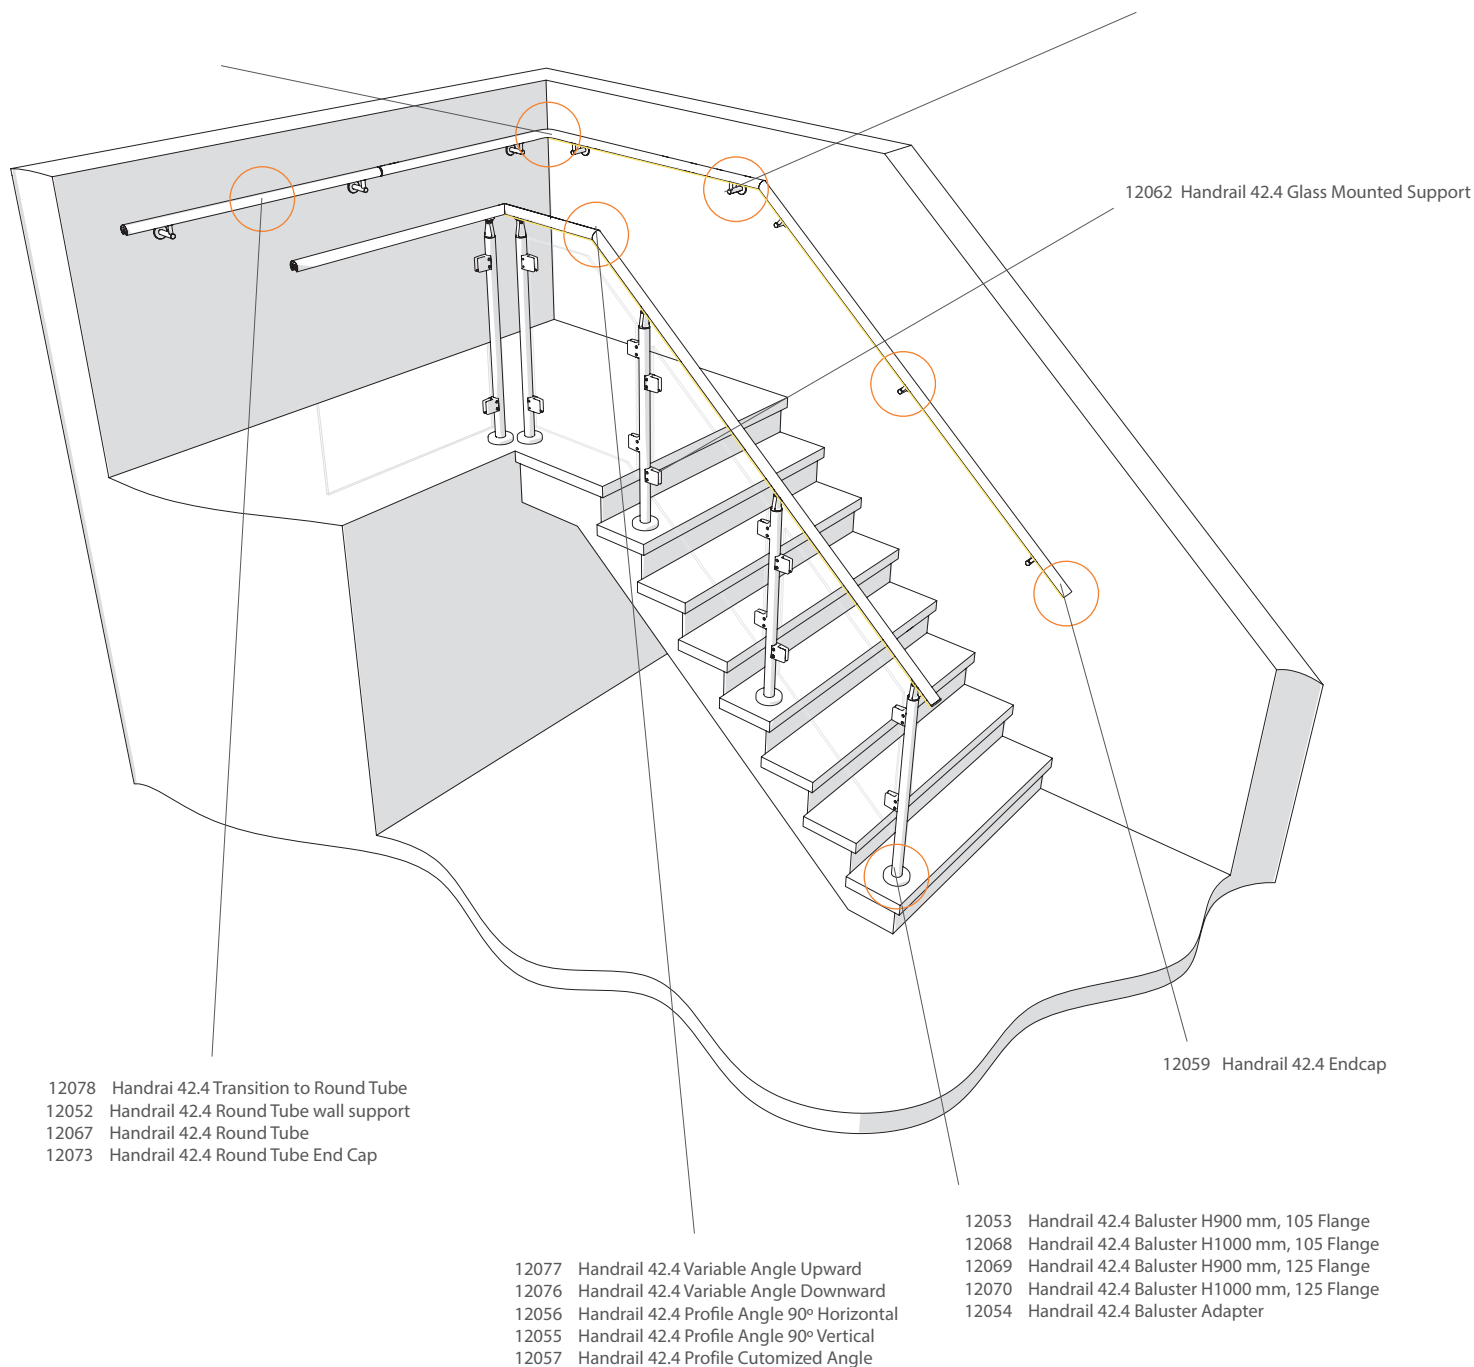 12062 Handrail 42.4 Glass Mounted Support
12059 Handrail 42.4 Endcap
12078 Handrai 42.4 Transition to Round Tube
12052 Handrail 42.4 Round Tube wall support
12067 Handrail 42.4 Round Tube
12073 Handrail 42.4 Round Tube End Cap
12053 Handrail 42.4 Baluster H900 mm, 105 Flange
12068 Handrail 42.4 Baluster H1000 mm, 105 Flange
12069 Handrail 42.4 Baluster H900 mm, 125 Flange
12070 Handrail 42.4 Baluster H1000 mm, 125 Flange
12054 Handrail 42.4 Baluster Adapter
12077 Handrail 42.4 Variable Angle Upward
12076 Handrail 42.4 Variable Angle Downward
12056 Handrail 42.4 Profile Angle 90º Horizontal
12055 Handrail 42.4 Profile Angle 90º Vertical
12057 Handrail 42.4 Profile Cutomized Angle